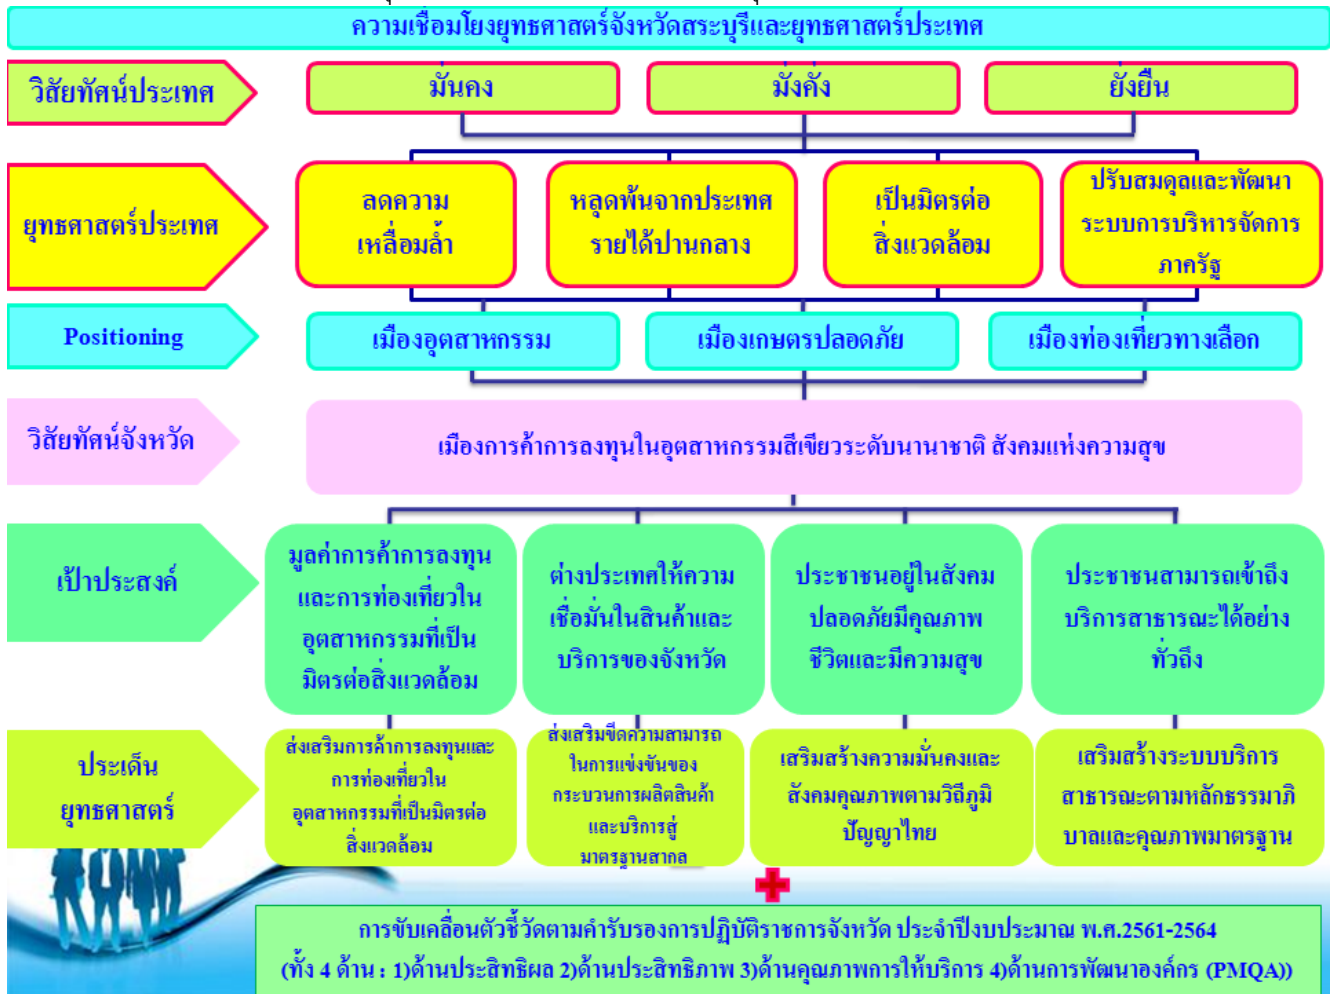 ความเชื่อมโยงยุทธศาสตร์จังหวัดสระบุรีและยุทธศาสตร์ประเทศ
วิสัยทัศน์ประเทศ
มั่นคง
มั่งคั่ง
ยั่งยืน
ยุทธศาสตร์ประเทศ
ลดความ
เหลื่อมล้ำ
หลุดพ้นจากประเทศ
รายได้ปานกลาง
เป็นมิตรต่อ
สิ่งแวดล้อม
ปรับสมดุลและพัฒนา
ระบบการบริหารจัดการ
ภาครัฐ
Positioning
เมืองอุตสาหกรรม
เมืองเกษตรปลอดภัย
เมืองท่องเที่ยวทางเลือก
วิสัยทัศน์จังหวัด
เมืองการค้าการลงทุนในอุตสาหกรรมสีเขียวระดับนานาชาติ สังคมแห่งความสุข
เป้าประสงค์
มูลค่าการค้าการลงทุน
และการท่องเที่ยวใน
อุตสาหกรรมที่เป็น
มิตรต่อสิ่งแวดล้อม
ต่างประเทศให้ความ
เชื่อมั่นในสินค้าและ
บริการของจังหวัด
ประชาชนอยู่ในสังคม
ปลอดภัยมีคุณภาพ
ชีวิตและมีความสุข
ประชาชนสามารถเข้าถึง
บริการสาธารณะได้อย่าง
ทั่วถึง
ประเด็น
ยุทธศาสตร์
ส่งเสริมการค้าการลงทุนและ
การท่องเที่ยวใน
อุตสาหกรรมที่เป็นมิตรต่อ
สิ่งแวดล้อม
ส่งเสริมขีดความสามารถ
ในการแข่งขันของ
กระบวนการผลิตสินค้า
และบริการสู่
มาตรฐานสากล
เสริมสร้างความมั่นคงและ
สังคมคุณภาพตามวิถีภูมิ
ปัญญาไทย
เสริมสร้างระบบบริการ
สาธารณะตามหลักธรรมาภิ
บาลและคุณภาพมาตรฐาน
การขับเคลื่อนตัวชี้วัดตามคำรับรองการปฏิบัติราชการจังหวัด ประจำปีงบประมาณ พ.ศ.2561-2564
(ทั้ง 4 ด้าน : 1)ด้านประสิทธิผล 2)ด้านประสิทธิภาพ 3)ด้านคุณภาพการให้บริการ 4)ด้านการพัฒนาองค์กร (PMQA))